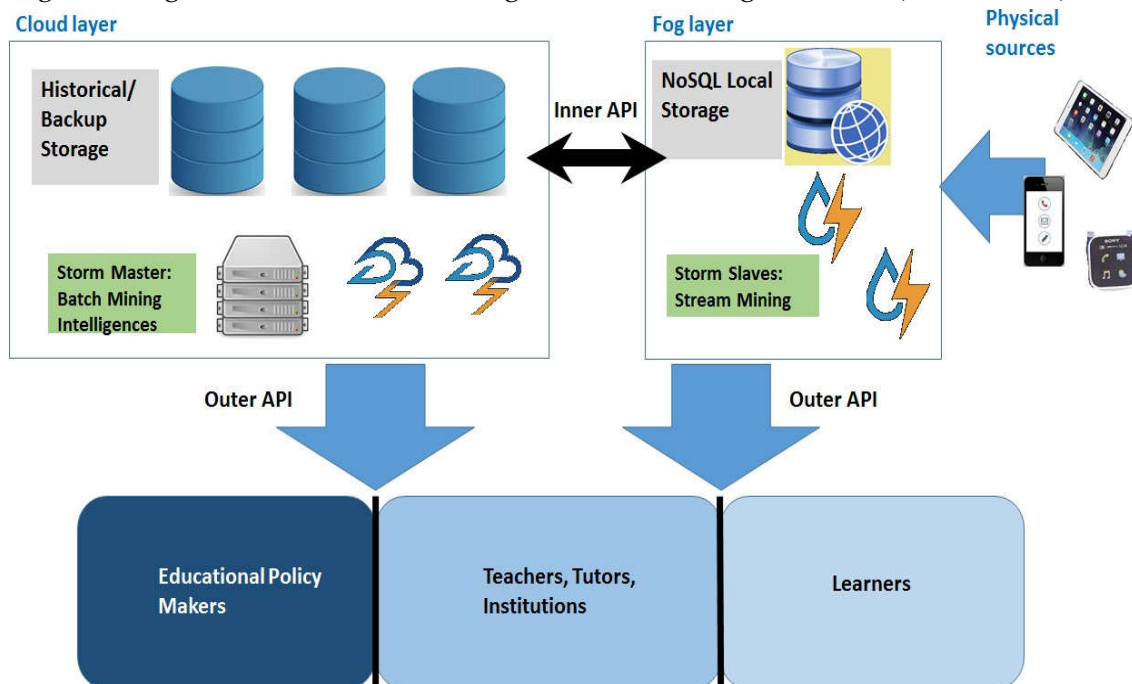 Cloud layer
Fog layer
Physical
sources
Historical/
Backup
Storage
Inner API
NoSQL Local
Storage
SONY
Storm Master:
Batch Mining
Intelligences
Storm Slaves:
Stream Mining
Outer API
Outer API
Educational Policy
Makers
Teachers, Tutors,
Institutions
Learners